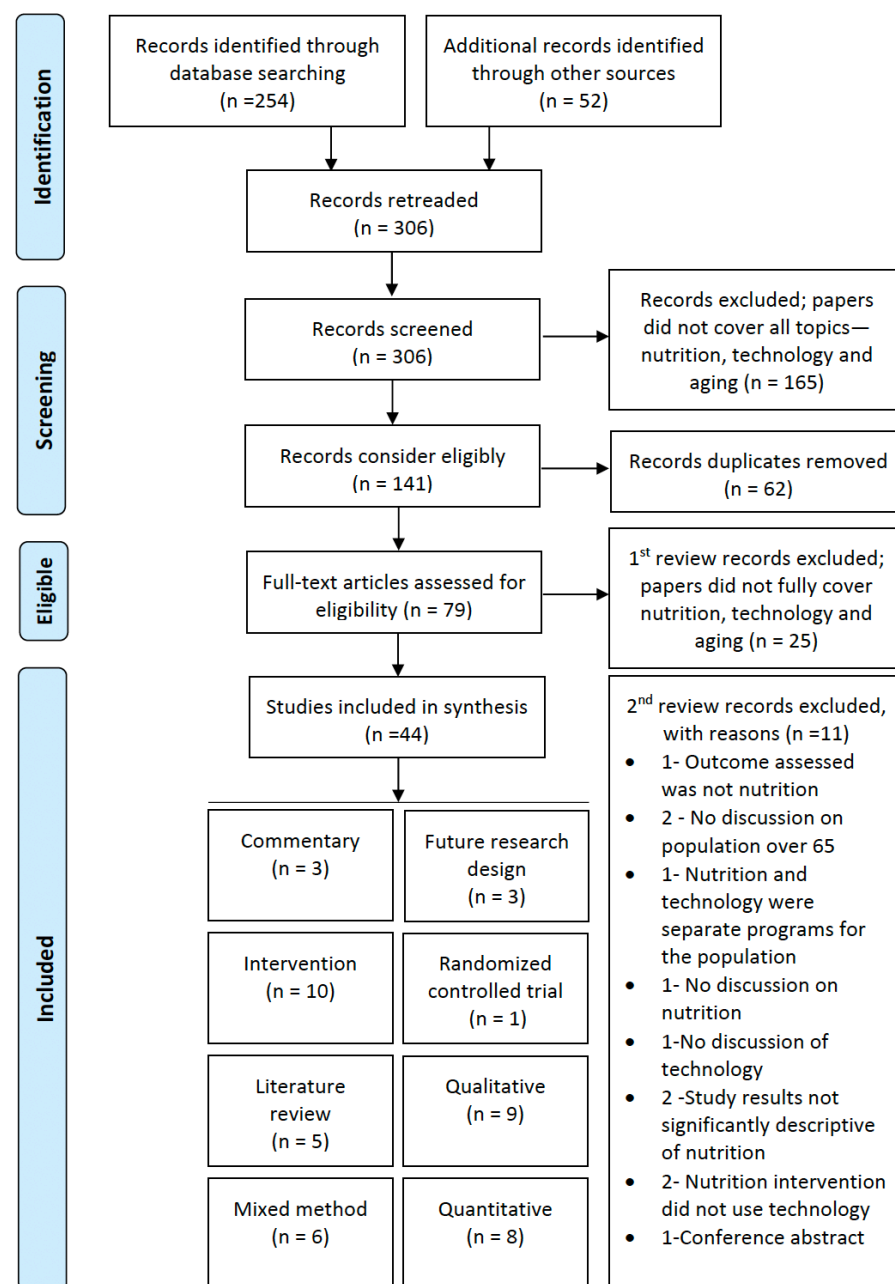 Identification
Records identified through
database searching
(n =254)
Additional records identified
through other sources
(n = 52)
Records retreaded
(n = 306)
Screening
Records screened
(n = 306)
Records excluded; papers
did not cover all topics—
nutrition, technology and
aging (n = 165)
Records consider eligibly
(n = 141)
Records duplicates removed
(n = 62)
Eligible
Full-text articles assessed for
eligibility (n = 79)
1st review records excluded;
papers did not fully cover
nutrition, technology and
aging (n = 25)
Included
Studies included in synthesis
(n =44)
2nd review records excluded,
with reasons (n =11)
• 1- Outcome assessed
was not nutrition
• 2 - No discussion on
population over 65
• 1- Nutrition and
technology were
separate programs for
the population
• 1- No discussion on
nutrition
• 1-No discussion of
technology
• 2 -Study results not
significantly descriptive
of nutrition
• 2- Nutrition intervention
did not use technology
• 1-Conference abstract
Commentary
(n = 3)
Future research
design
(n = 3)
Intervention
(n = 10)
Randomized
controlled trial
(n = 1)
Literature
review
(n = 5)
Qualitative
(n = 9)
Mixed method
(n = 6)
Quantitative
(n = 8)